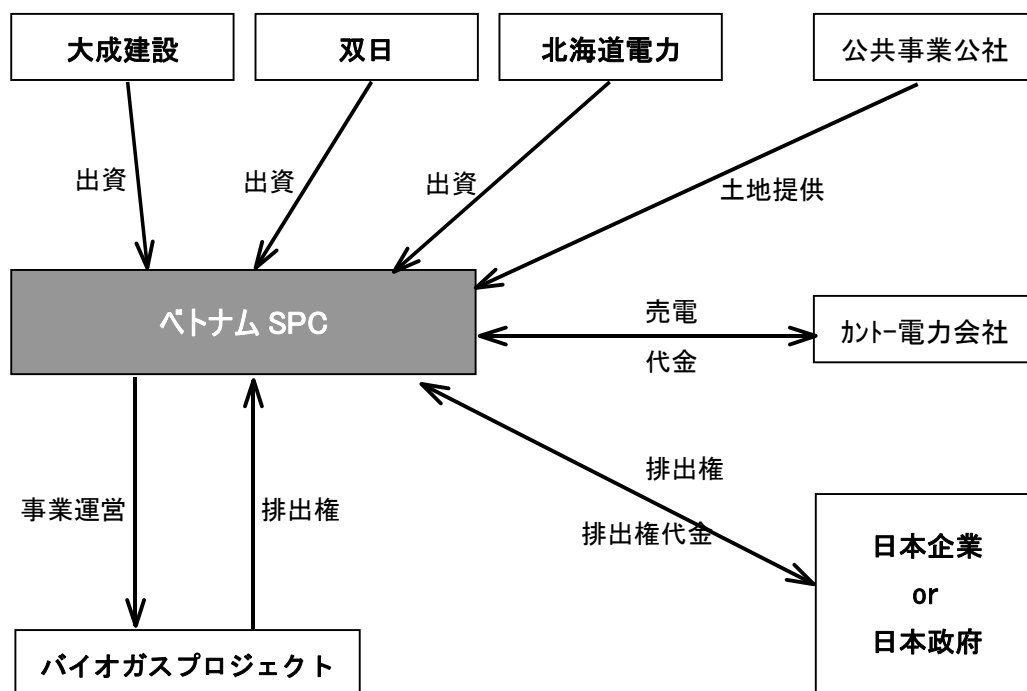 大成建設
双日
北海道電力
公共事業公社
出資
出資
出資
土地提供
ベトナム SPC
売電
代金
ｶﾝﾄｰ電力会社
事業運営
排出権
排出権
排出権代金
日本企業
or
日本政府
バイオガスプロジェクト